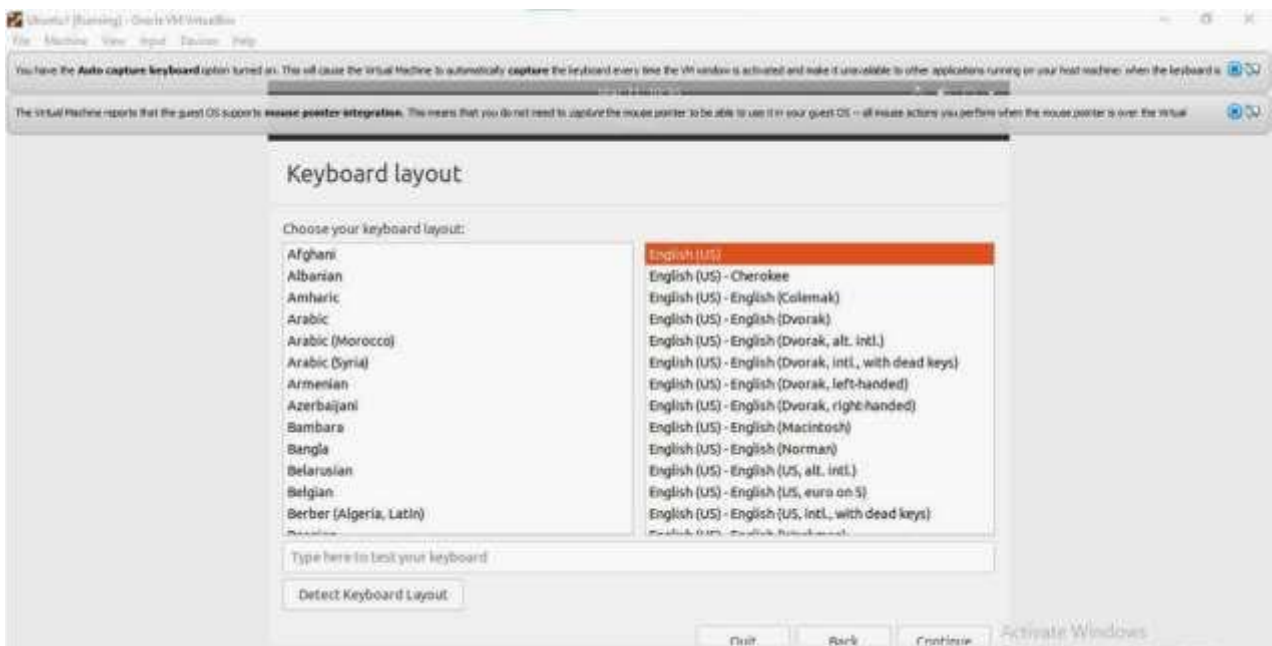 Ubuntu1 [Running] - Oracle VM VirtualBox
File Machine View Input Devices Help
You have the Auto capture keyboard option turned on. This will cause the Virtual Machine to automatically capture the keyboard every time the VM window is activated and make it unavailable to other applications running on your host machine: when the keyboard is
The Virtual Machine reports that the guest OS supports mouse pointer integration. This means that you do not need to capture the mouse pointer to be able to use it in your guest OS -- all mouse actions you perform when the mouse pointer is over the Virtual
Keyboard layout
Choose your keyboard layout:
Afghani
English (US)
Albanian
English (US) - Cherokee
Amharic
English (US) - English (Colemak)
Arabic
English (US) - English (Dvorak)
Arabic (Morocco)
English (US) - English (Dvorak, alt. intl.)
Arabic (Syria)
English (US) - English (Dvorak, intl., with dead keys)
Armenian
English (US) - English (Dvorak, left-handed)
Azerbaijani
English (US) - English (Dvorak, right-handed)
Bambara
English (US) - English (Macintosh)
Bangla
English (US) - English (Norman)
Belarusian
English (US) - English (US, alt. intl.)
Belgian
English (US) - English (US, euro on 5)
Berber (Algeria, Latin)
English (US) - English (US, intl., with dead keys)
Type here to test your keyboard
Detect Keyboard Layout
Quit Back Continue
Activate Windows